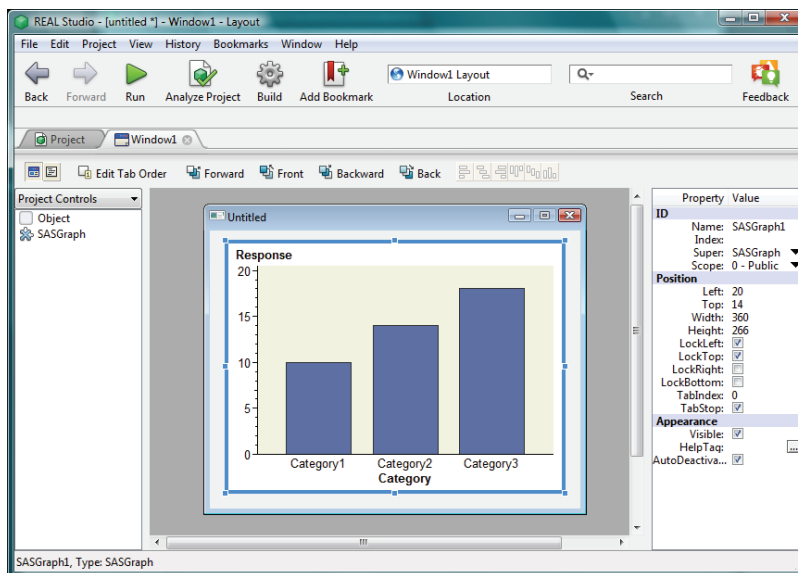 REAL Studio - [untitled *] - Window1 - Layout
File Edit Project View History Bookmarks Window Help
Window1 Layout
Back Forward Run Analyze Project Build Add Bookmark Location Search Feedback
Project Window1
Edit Tab Order Forward Front Backward Back
Project Controls
Object
SASGraph
Untitled
Response
20
15
10
5
0
Category1 Category2 Category3
Category
Property Value
ID
Name: SASGraph1
Index:
Super: SASGraph
Scope: 0 - Public
Position
Left: 20
Top: 14
Width: 360
Height: 266
LockLeft:
LockTop:
LockRight:
LockBottom:
TabIndex: 0
TabStop:
Appearance
Visible:
HelpTag:
...
AutoDeactiva...
SASGraph1, Type: SASGraph